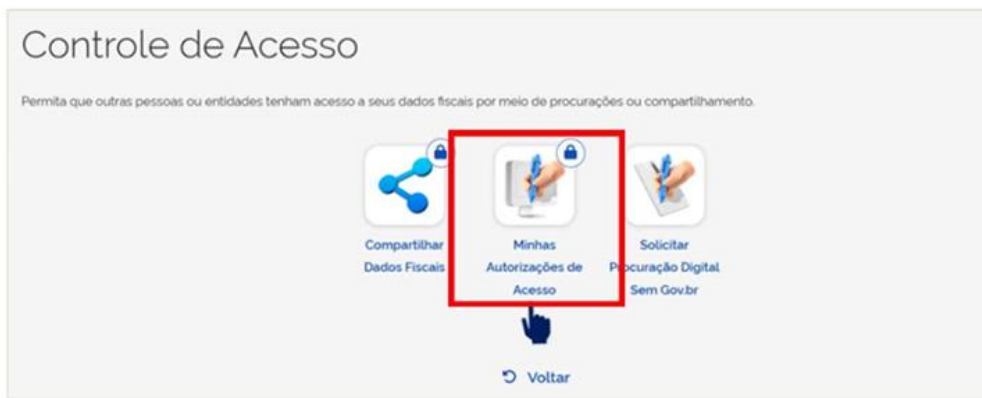 Controle de Acesso
Permita que outras pessoas ou entidades tenham acesso a seus dados fiscais por meio de procurações ou compartilhamento.
Compartilhar
Dados Fiscais
Minhas
Autorizações de
Acesso
Solicitar
Procuração Digital
Sem Gov.br
Voltar